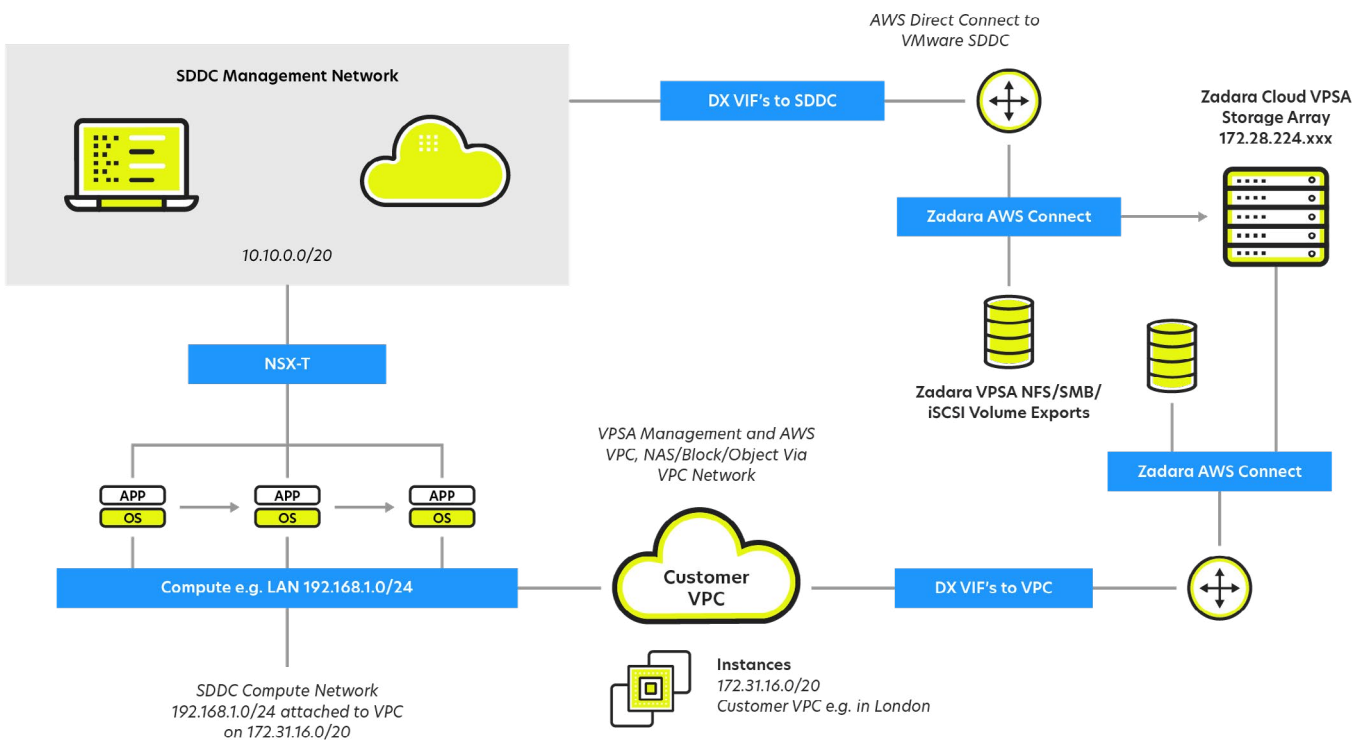 AWS Direct Connect to
VMware SDDC
SDDC Management Network
DX VIF's to SDDC
Zadara Cloud VPSA
Storage Array
172.28.224.xxx
Zadara AWS Connect
10.10.0.0/20
NSX-T
Zadara VPSA NFS/SMB/
iSCSI Volume Exports
VPSA Management and AWS
VPC, NAS/Block/Object Via
VPC Network
Zadara AWS Connect
APP
OS
APP
OS
APP
OS
Compute e.g. LAN 192.168.1.0/24
Customer
VPC
DX VIF's to VPC
Instances
172.31.16.0/20
Customer VPC e.g. in London
SDDC Compute Network
192.168.1.0/24 attached to VPC
on 172.31.16.0/20